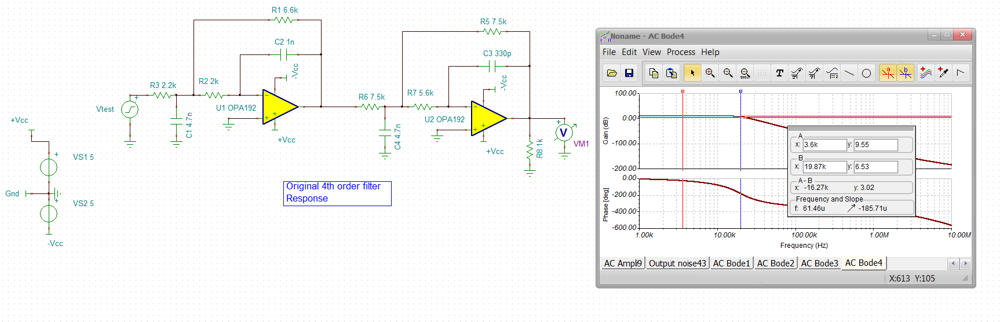 R1 6.6k
C2 1n
-Vcc
R3 2.2k
R2 2k
Vtest
U1 OPA192
C1 4.7n
+Vcc
R5 7.5k
C3 330p
-Vcc
R6 7.5k
R7 5.6k
U2 OPA192
C4 4.7n
+Vcc
R8 1k
V
VM1
+Vcc
VS1 5
Gnd
VS2 5
-Vcc
Original 4th order filter
Response
Noname - AC Bode4
File Edit View Process Help
100%
T
a
b
100.00
0.00
-100.00
-200.00
Gain (dB)
0.00
-200.00
-400.00
-600.00
Phase [deg]
1.00k 10.00k 100.00k 1.00M 10.00M
Frequency (Hz)
A
x: 3.6k y: 9.55
B
x: 19.87k y: 6.53
A - B
x: -16.27k y: 3.02
Frequency and Slope
f: 61.46u -185.71u
AC Ampli9 Output noise43 AC Bode1 AC Bode2 AC Bode3 AC Bode4
X:613 Y:105